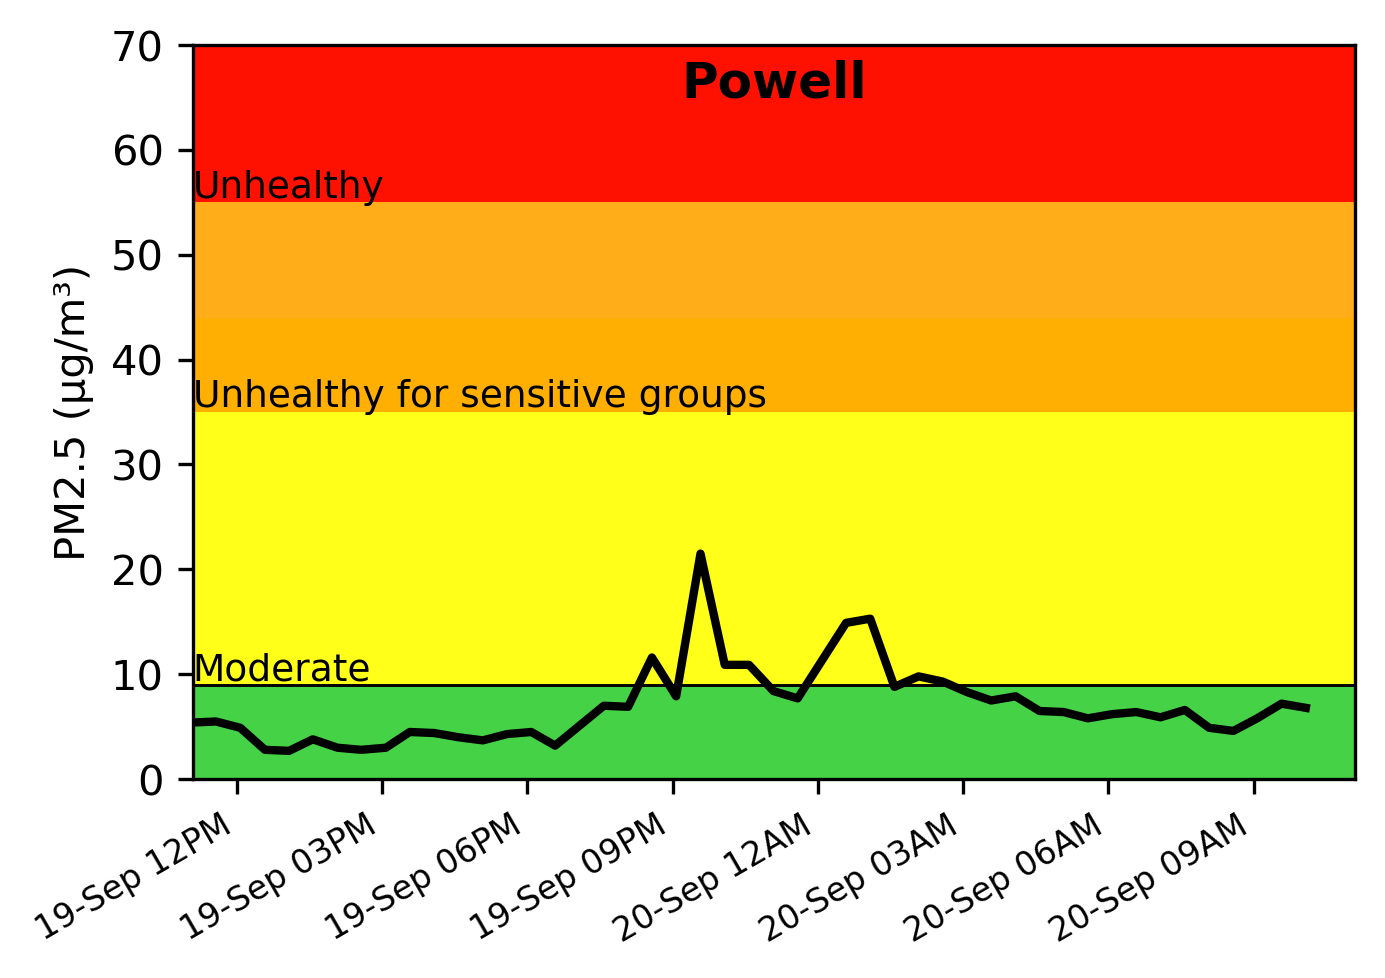 Powell
70
60
50
40
30
20
10
0
PM2.5 (µg/m³)
Unhealthy
Unhealthy for sensitive groups
Moderate
19-Sep 12PM
19-Sep 03PM
19-Sep 06PM
19-Sep 09PM
20-Sep 12AM
20-Sep 03AM
20-Sep 06AM
20-Sep 09AM